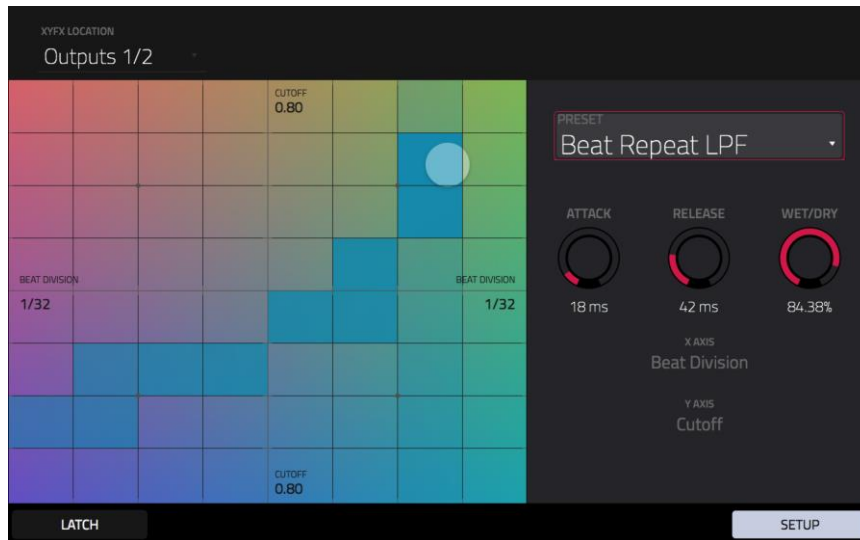 XYFX LOCATION
Outputs 1/2
CUTOFF
0.80
BEAT DIVISION
1/32
BEAT DIVISION
1/32
CUTOFF
0.80
PRESET
Beat Repeat LPF
ATTACK
RELEASE
WET/DRY
18 ms
42 ms
84.38%
X AXIS
Beat Division
Y AXIS
Cutoff
LATCH
SETUP